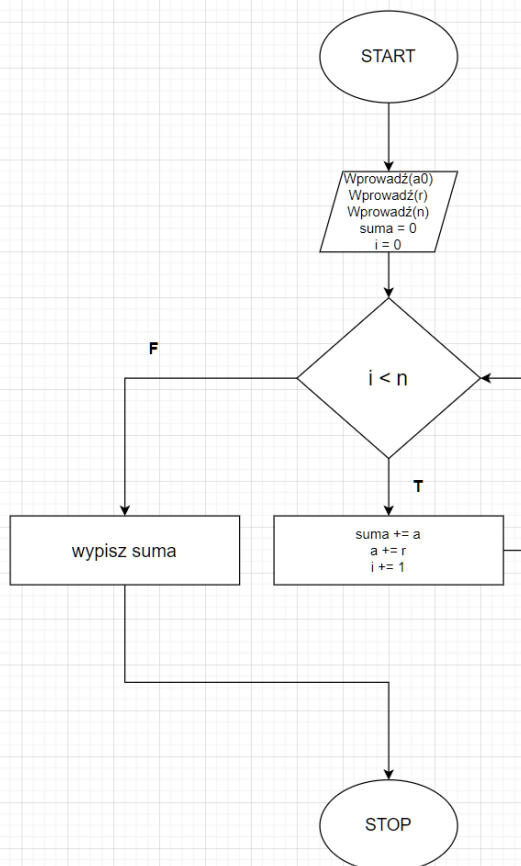 START
Wprowadź(a0)
Wprowadź(r)
Wprowadź(n)
suma = 0
i = 0
F
i < n
T
wypisz suma
suma += a
a += r
i += 1
STOP